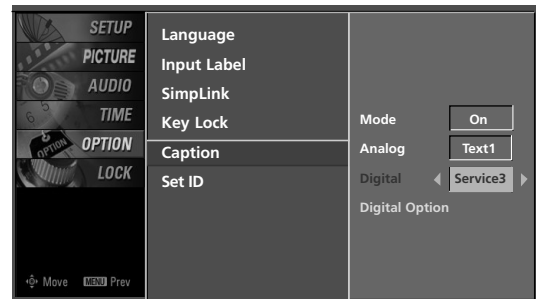 SETUP
PICTURE
AUDIO
TIME
OPTION
LOCK
Move MENU Prev
Language
Input Label
SimpLink
Key Lock
Caption
Set ID
Mode On
Analog Text1
Digital Service3
Digital Option